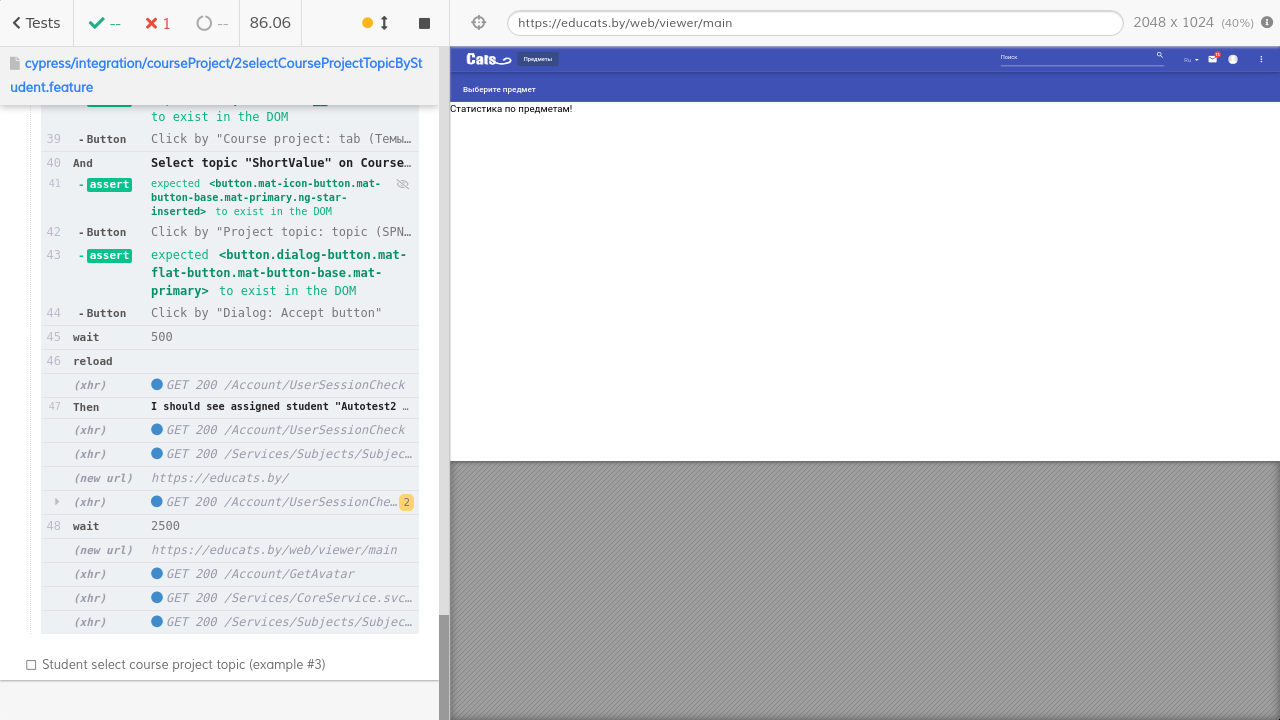 Tests
--
1
--
86.06
https://educats.by/web/viewer/main
2048 x 1024 (40%)
cypress/integration/courseProject/2selectCourseProjectTopicBySt
udent.feature
to exist in the DOM
39 - Button Click by "Course project: tab (Темы…
40 And Select topic "ShortValue" on Course…
41 - assert expected <button.mat-icon-button.mat-
button-base.mat-primary.ng-star-
inserted> to exist in the DOM
42 - Button Click by "Project topic: topic (SPN…
43 - assert expected <button.dialog-button.mat-
flat-button.mat-button-base.mat-
primary> to exist in the DOM
44 - Button Click by "Dialog: Accept button"
45 wait 500
46 reload
(xhr) GET 200 /Account/UserSessionCheck
47 Then I should see assigned student "Autotest2 …
(xhr) GET 200 /Account/UserSessionCheck
(xhr) GET 200 /Services/Subjects/Subjec…
(new url) https://educats.by/
(xhr) GET 200 /Account/UserSessionChe… 2
48 wait 2500
(new url) https://educats.by/web/viewer/main
(xhr) GET 200 /Account/GetAvatar
(xhr) GET 200 /Services/CoreService.svc…
(xhr) GET 200 /Services/Subjects/Subjec…
Student select course project topic (example #3)
Cats
Предметы
Поиск
Ru
Выберите предмет
Статистика по предметам!